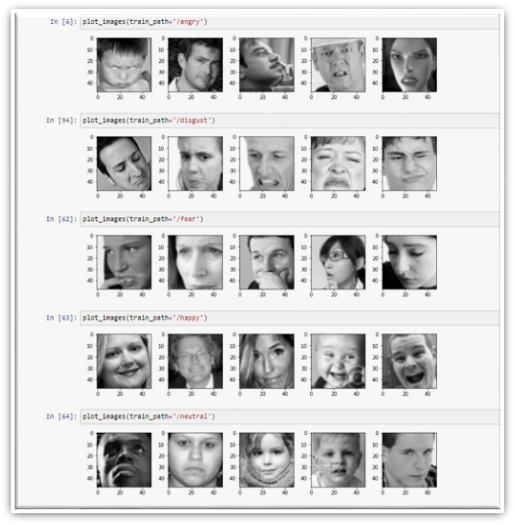 In [6]: plot_images(train_path='/angry')
0 0 0 0 0
10 10 10 10 10
20 20 20 20 20
30 30 30 30 30
40 40 40 40 40
0 20 40 0 20 40 0 20 40 0 20 40 0 20 40
In [94]: plot_images(train_path='/disgust')
0 0 0 0 0
10 10 10 10 10
20 20 20 20 20
30 30 30 30 30
40 40 40 40 40
0 20 40 0 20 40 0 20 40 0 20 40 0 20 40
In [62]: plot_images(train_path='/fear')
0 0 0 0 0
10 10 10 10 10
20 20 20 20 20
30 30 30 30 30
40 40 40 40 40
0 20 40 0 20 40 0 20 40 0 20 40 0 20 40
In [63]: plot_images(train_path='/happy')
0 0 0 0 0
10 10 10 10 10
20 20 20 20 20
30 30 30 30 30
40 40 40 40 40
0 20 40 0 20 40 0 20 40 0 20 40 0 20 40
In [64]: plot_images(train_path='/neutral')
0 0 0 0 0
10 10 10 10 10
20 20 20 20 20
30 30 30 30 30
40 40 40 40 40
0 20 40 0 20 40 0 20 40 0 20 40 0 20 40